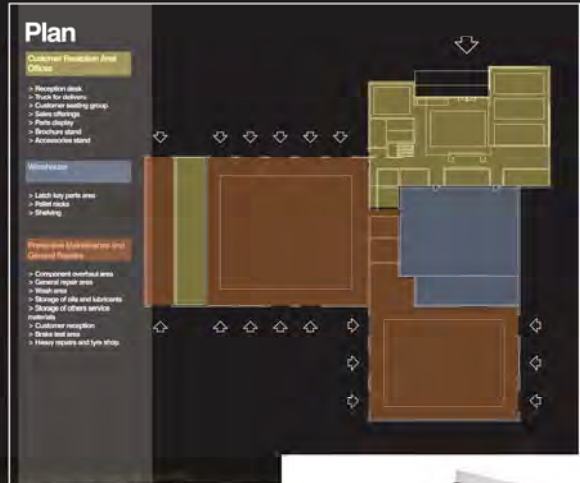 Plan
Customer Reception Area
Offices
> Reception desk
> Truck for delivers
> Customer seating group
> Sales offerings
> Parts display
> Brochure stand
> Accessories stand
Warehouse
> Latch key parts area
> Pallet racks
> Shelving
Preventive Maintenance and
General Repairs
> Component overhaul area
> General repair area
> Wash area
> Storage of oils and lubricants
> Storage of others service
materials
> Customer reception
> Brake test area
> Heavy repairs and tyre shop